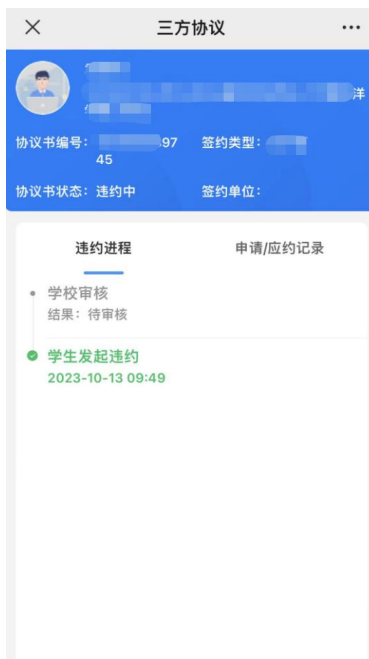 三方协议
洋
协议书编号： 97 签约类型：
45
协议书状态：违约中 签约单位：
违约进程 申请/应约记录
学校审核
结果：待审核
学生发起违约
2023-10-13 09:49